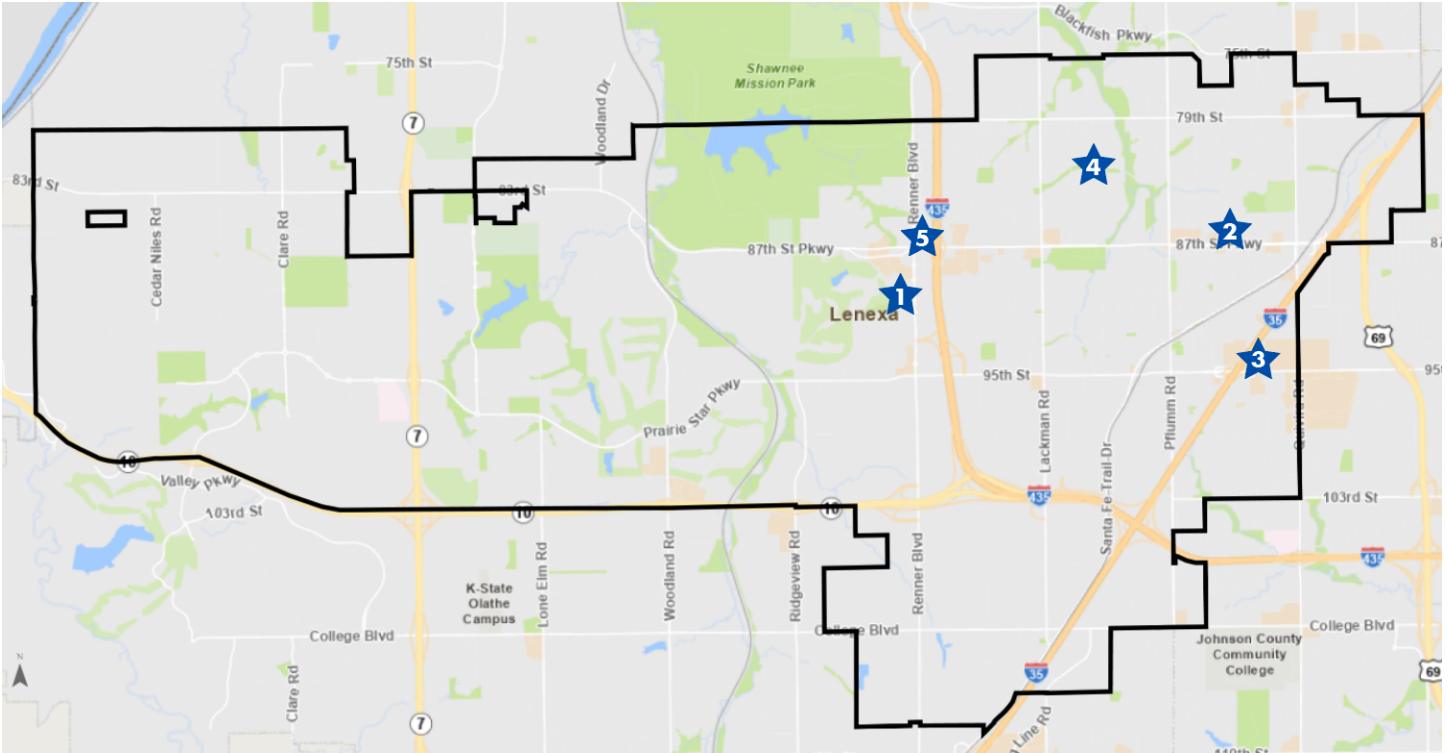 Blackfish Pkwy
75th St
75th St
Shawnee
Mission Park
Woodland Dr
7
79th St
4
83rd St
83rd St
Renner Blvd
435
Cedar Niles Rd
Clare Rd
5
2
87th St Pkwy
87th St Pkwy
87
1
Lenexa
35
69
3
95th St
95
Prairie Star Pkwy
Lackman Rd
Pflumm Rd
Quivira Rd
7
10
Valley Pkwy
Santa Fe-Trail-Dr
435
103rd St
103rd St
10
10
435
K-State
Olathe
Campus
Lone Elm Rd
Woodland Rd
Ridgeview Rd
Renner Blvd
College Blvd
College Blvd
College Blvd
Johnson County
Community
College
N
35
69
Clare Rd
7
Line Rd